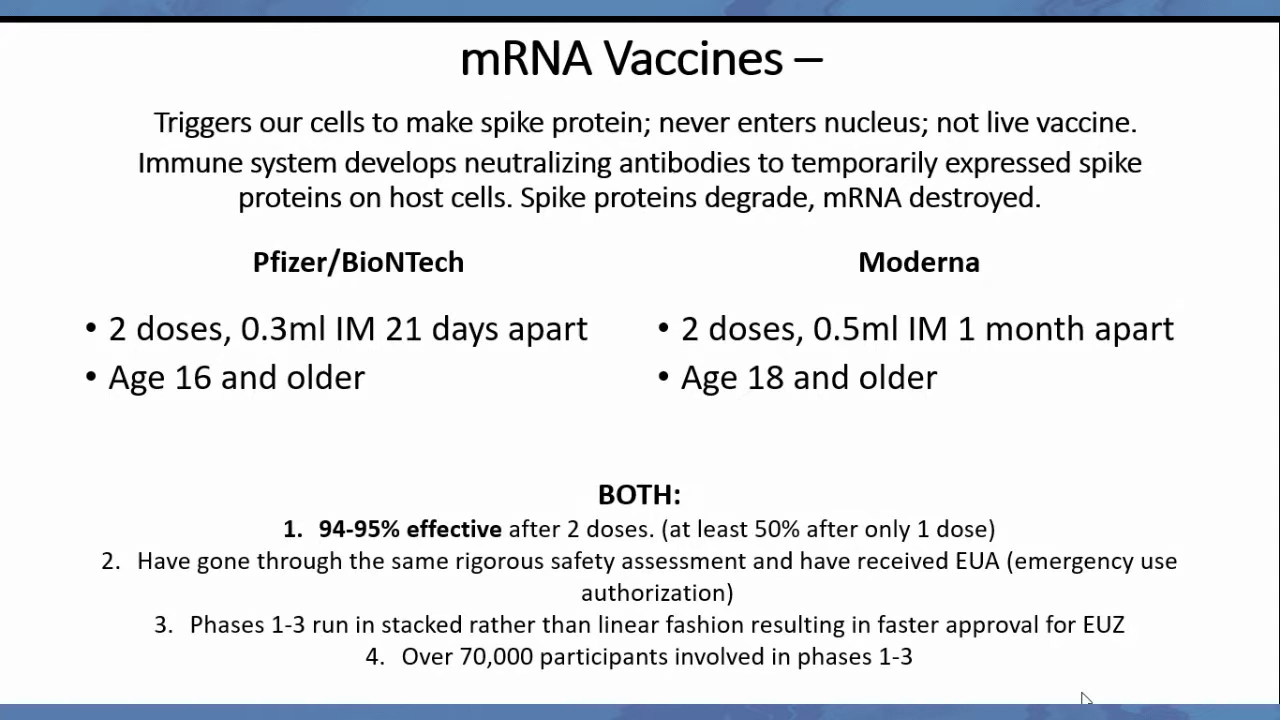 mRNA Vaccines –
Triggers our cells to make spike protein; never enters nucleus; not live vaccine.
Immune system develops neutralizing antibodies to temporarily expressed spike
proteins on host cells. Spike proteins degrade, mRNA destroyed.
Pfizer/BioNTech
• 2 doses, 0.3ml IM 21 days apart
• Age 16 and older
Moderna
• 2 doses, 0.5ml IM 1 month apart
• Age 18 and older
BOTH:
1. 94-95% effective after 2 doses. (at least 50% after only 1 dose)
2. Have gone through the same rigorous safety assessment and have received EUA (emergency use
authorization)
3. Phases 1-3 run in stacked rather than linear fashion resulting in faster approval for EUZ
4. Over 70,000 participants involved in phases 1-3